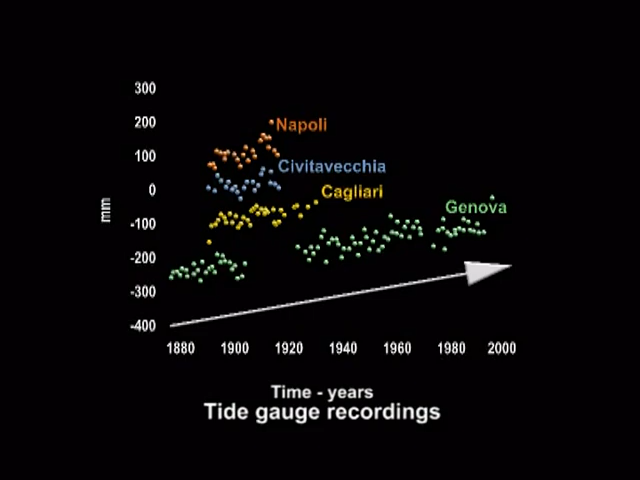 300
200
Napoli
100
Civitavecchia
0
Cagliari
mm
-100
Genova
-200
-300
-400
1880 1900 1920 1940 1960 1980 2000
Time - years
Tide gauge recordings